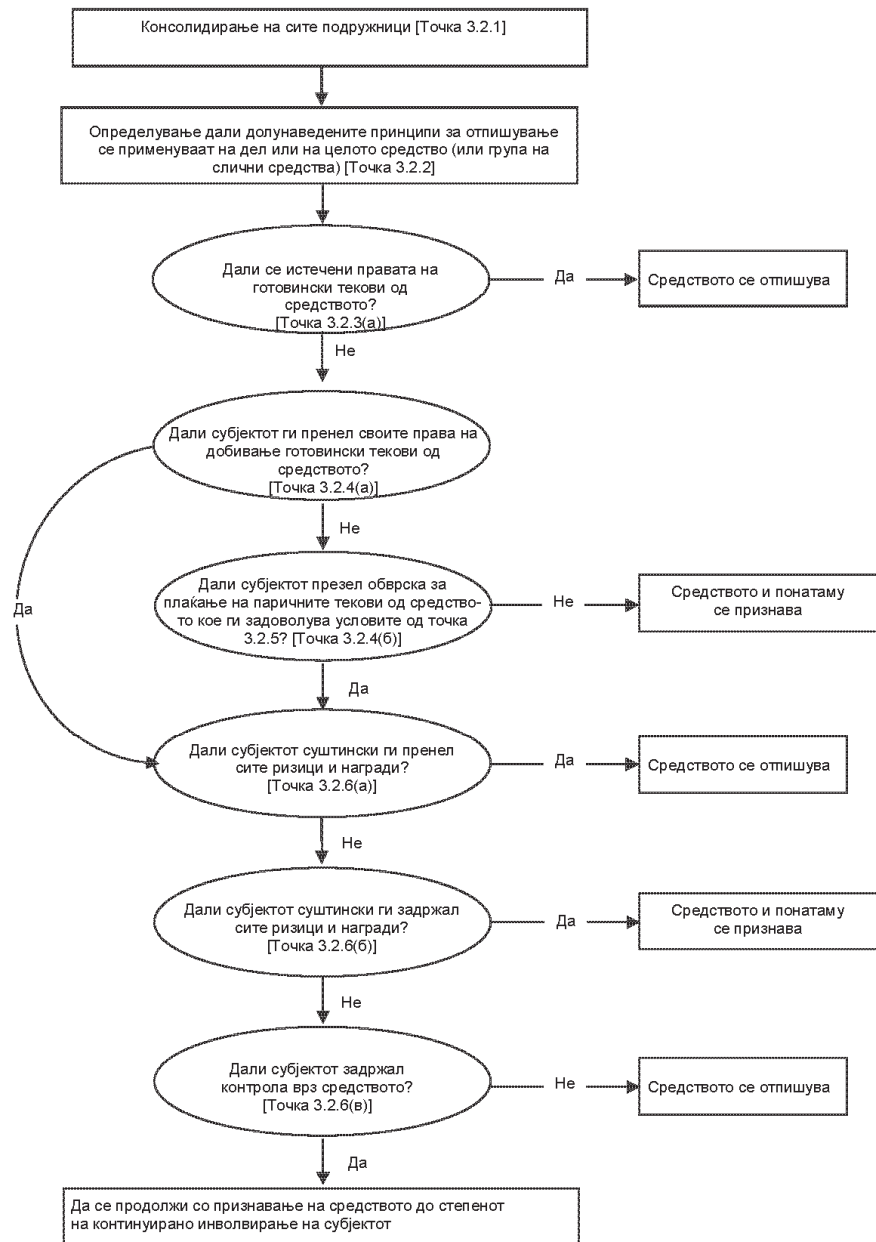 Консолидирање на сите подружници [Точка 3.2.1]
Определување дали долунаведените принципи за отпишување
се применуваат на дел или на целото средство (или група на
слични средства) [Точка 3.2.2]
Дали се истечени правата на
готовински текови од
средството?
[Точка 3.2.3(а)]
Да
Средството се отпишува
Не
Дали субјектот ги пренел своите права на
добивање готовински текови од
средството?
[Точка 3.2.4(а)]
Не
Да
Дали субјектот презел обврска за
плаќање на паричните текови од средство-
то кое ги задоволува условите од точка
3.2.5? [Точка 3.2.4(б)]
Не
Средството и понатаму
се признава
Да
Дали субјектот суштински ги пренел
сите ризици и награди?
[Точка 3.2.6(а)]
Да
Средството се отпишува
Не
Дали субјектот суштински ги задржал
сите ризици и награди?
[Точка 3.2.6(б)]
Да
Средството и понатаму
се признава
Не
Дали субјектот задржал
контрола врз средството?
[Точка 3.2.6(в)]
Не
Средството се отпишува
Да
Да се продолжи со признавање на средството до степенот
на континуирано инволвирање на субјектот